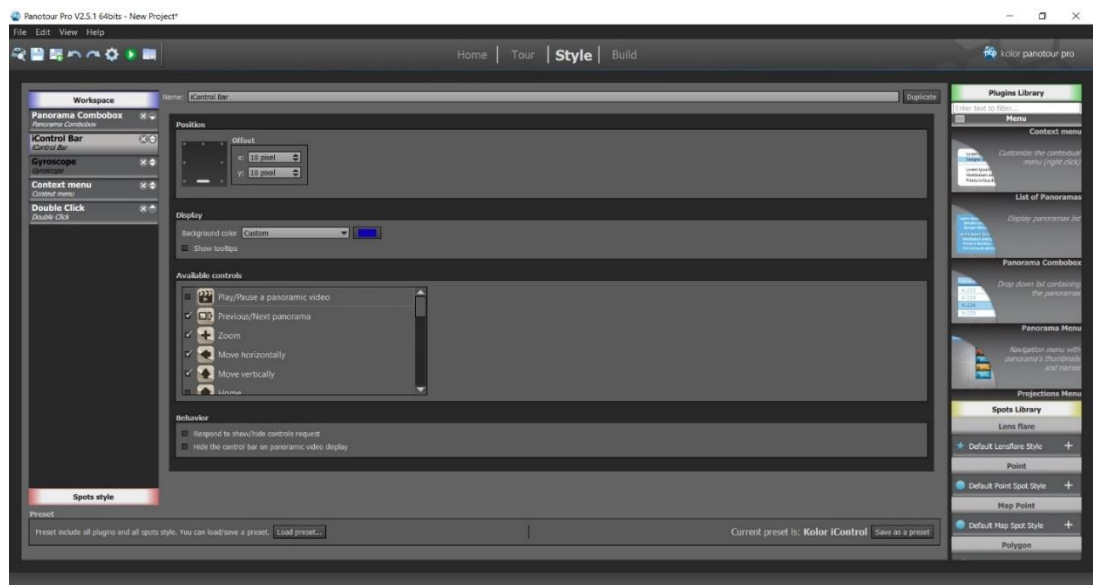 Panotour Pro V2.5.1 64bits - New Project*
File Edit View Help
Home Tour Style Build
kolor panotour pro
Workspace
Panorama Combobox
Panorama Combobox
iControl Bar
iControl Bar
Gyroscope
Gyroscope
Context menu
Context menu
Double Click
Double Click
Spots style
Name: iControl Bar Duplicate
Position
Offset
x: 10 pixel
y: 10 pixel
Display
Background color Custom
Show tooltips
Available controls
Play/Pause a panoramic video
Previous/Next panorama
Zoom
Move horizontally
Move vertically
Home
Behavior
Respond to show/hide controls request
Hide the control bar on panoramic video display
Plugins Library
Enter text to filter...
Menu
Context menu
Customize the contextual
menu (right click)
List of Panoramas
Display panoramas list
Panorama Combobox
Drop down list containing
the panoramas
Panorama Menu
Navigation menu with
panorama's thumbnails
and names
Projections Menu
Spots Library
Lens flare
Default Lensflare Style +
Point
Default Point Spot Style +
Map Point
Default Map Spot Style +
Polygon
Preset
Preset include all plugins and all spots style. You can load/save a preset. Load preset...
Current preset is: Kolor iControl Save as a preset